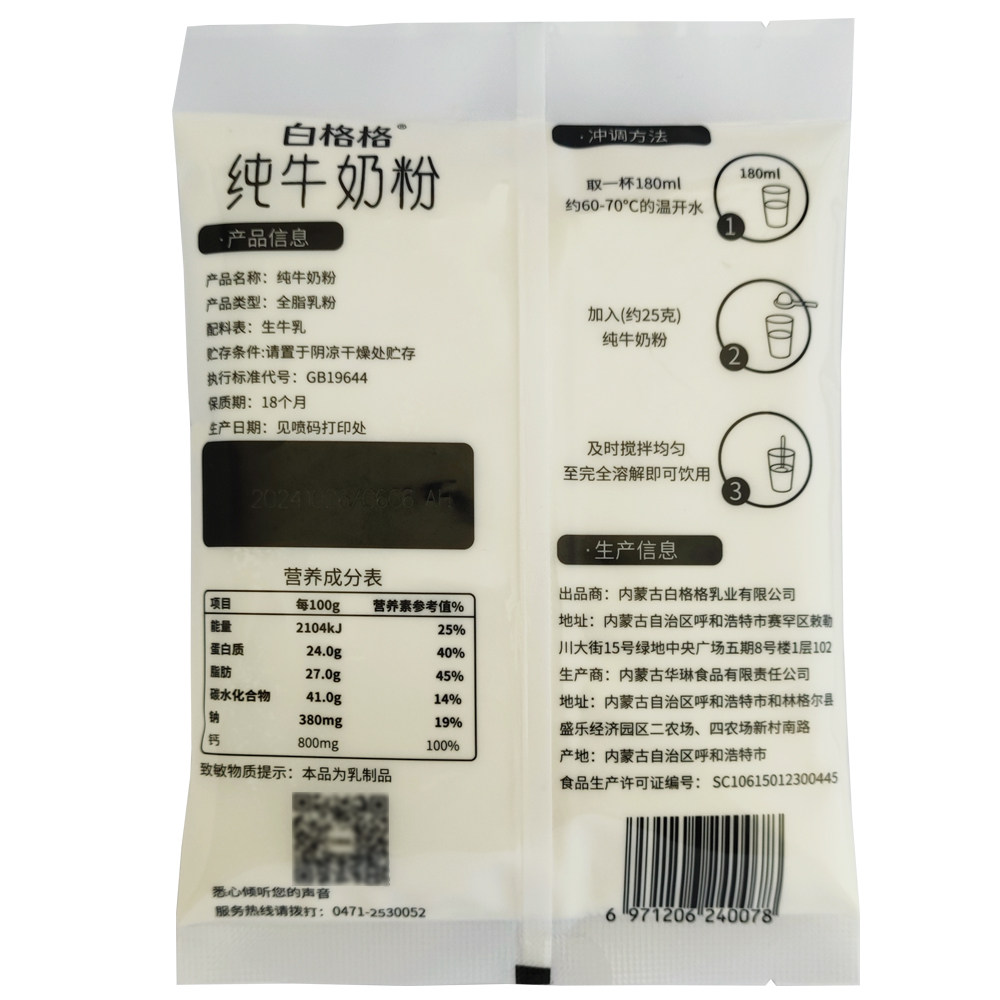 白格格®
纯牛奶粉
·产品信息
产品名称：纯牛奶粉
产品类型：全脂乳粉
配料表：生牛乳
贮存条件:请置于阴凉干燥处贮存
执行标准代号：GB19644
保质期：18个月
生产日期：见喷码打印处
营养成分表
项目 每100g 营养素参考值%
能量 2104kJ 25%
蛋白质 24.0g 40%
脂肪 27.0g 45%
碳水化合物 41.0g 14%
钠 380mg 19%
钙 800mg 100%
致敏物质提示：本品为乳制品
悉心倾听您的声音
服务热线请拨打：0471-2530052
·冲调方法
取一杯180ml
约60-70°C的温开水
180ml
1
加入(约25克)
纯牛奶粉
2
及时搅拌均匀
至完全溶解即可饮用
3
·生产信息
出品商：内蒙古白格格乳业有限公司
地址：内蒙古自治区呼和浩特市赛罕区敕勒
川大街15号绿地中央广场五期8号楼1层102
生产商：内蒙古华琳食品有限责任公司
地址：内蒙古自治区呼和浩特市和林格尔县
盛乐经济园区二农场、四农场新村南路
产地：内蒙古自治区呼和浩特市
食品生产许可证编号：SC10615012300445
6 971206 240078